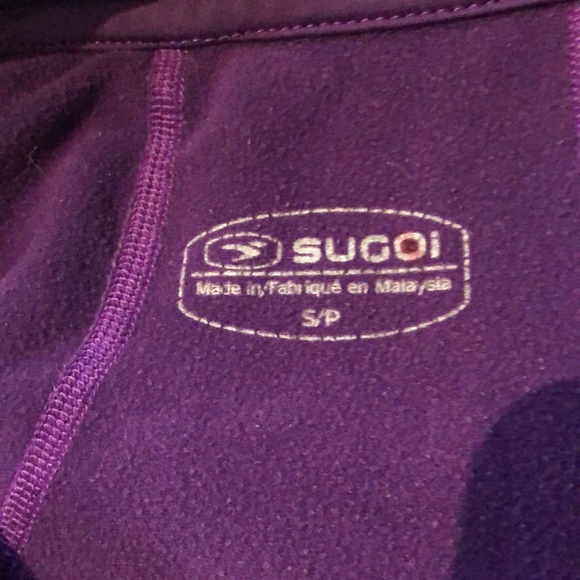 SUGOI
Made in/Fabriqué en Malaysia
S/P